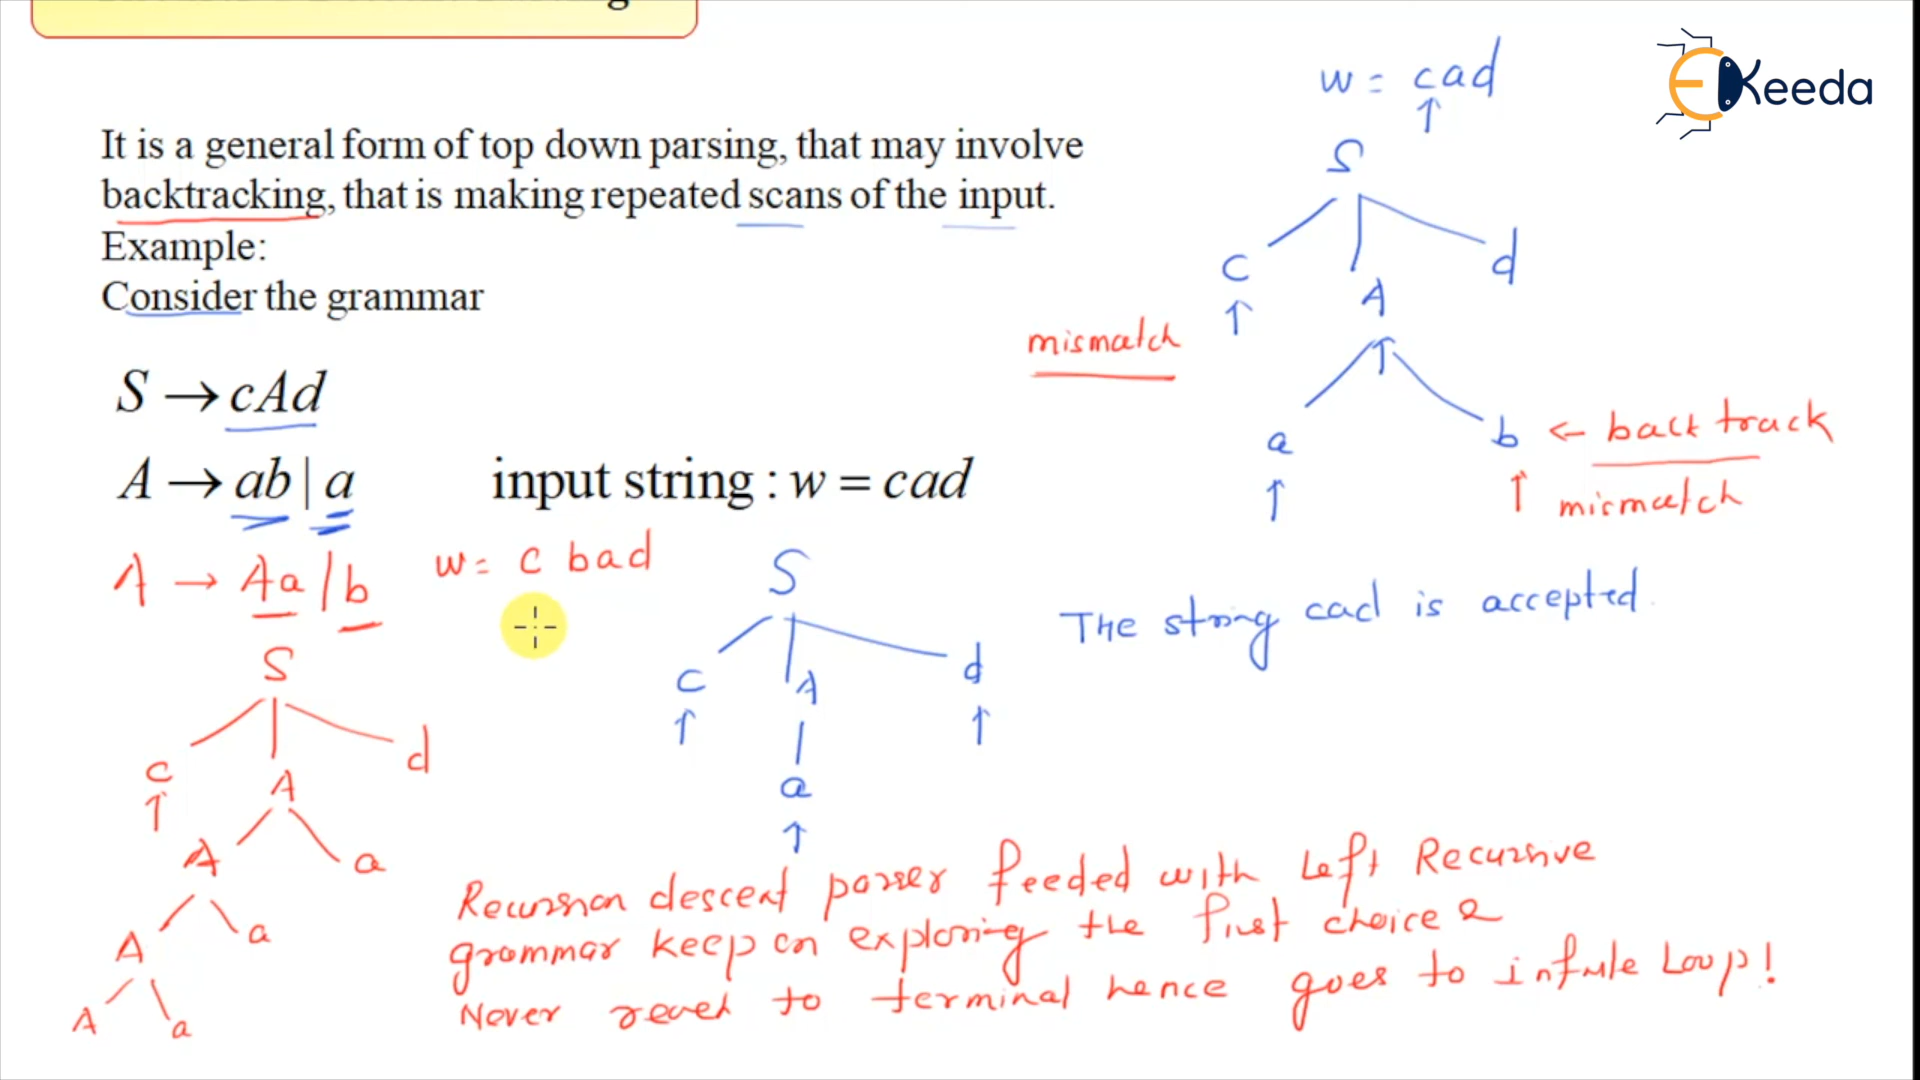 Keeda
w = cad
It is a general form of top down parsing, that may involve
backtracking, that is making repeated scans of the input.
Example:
Consider the grammar
S → cAd
A → ab | a
input string : w = cad
S
c A d
a b
mismatch
← back track
mismatch
A → Aa / b
w = c bad
S
c A d
A a
A a
A a
S
c A d
a
The string cad is accepted.
Recursion descent parser feeded with Left Recursive
grammar keep on exploring the first choice &
Never reach to terminal hence goes to infinite Loop!